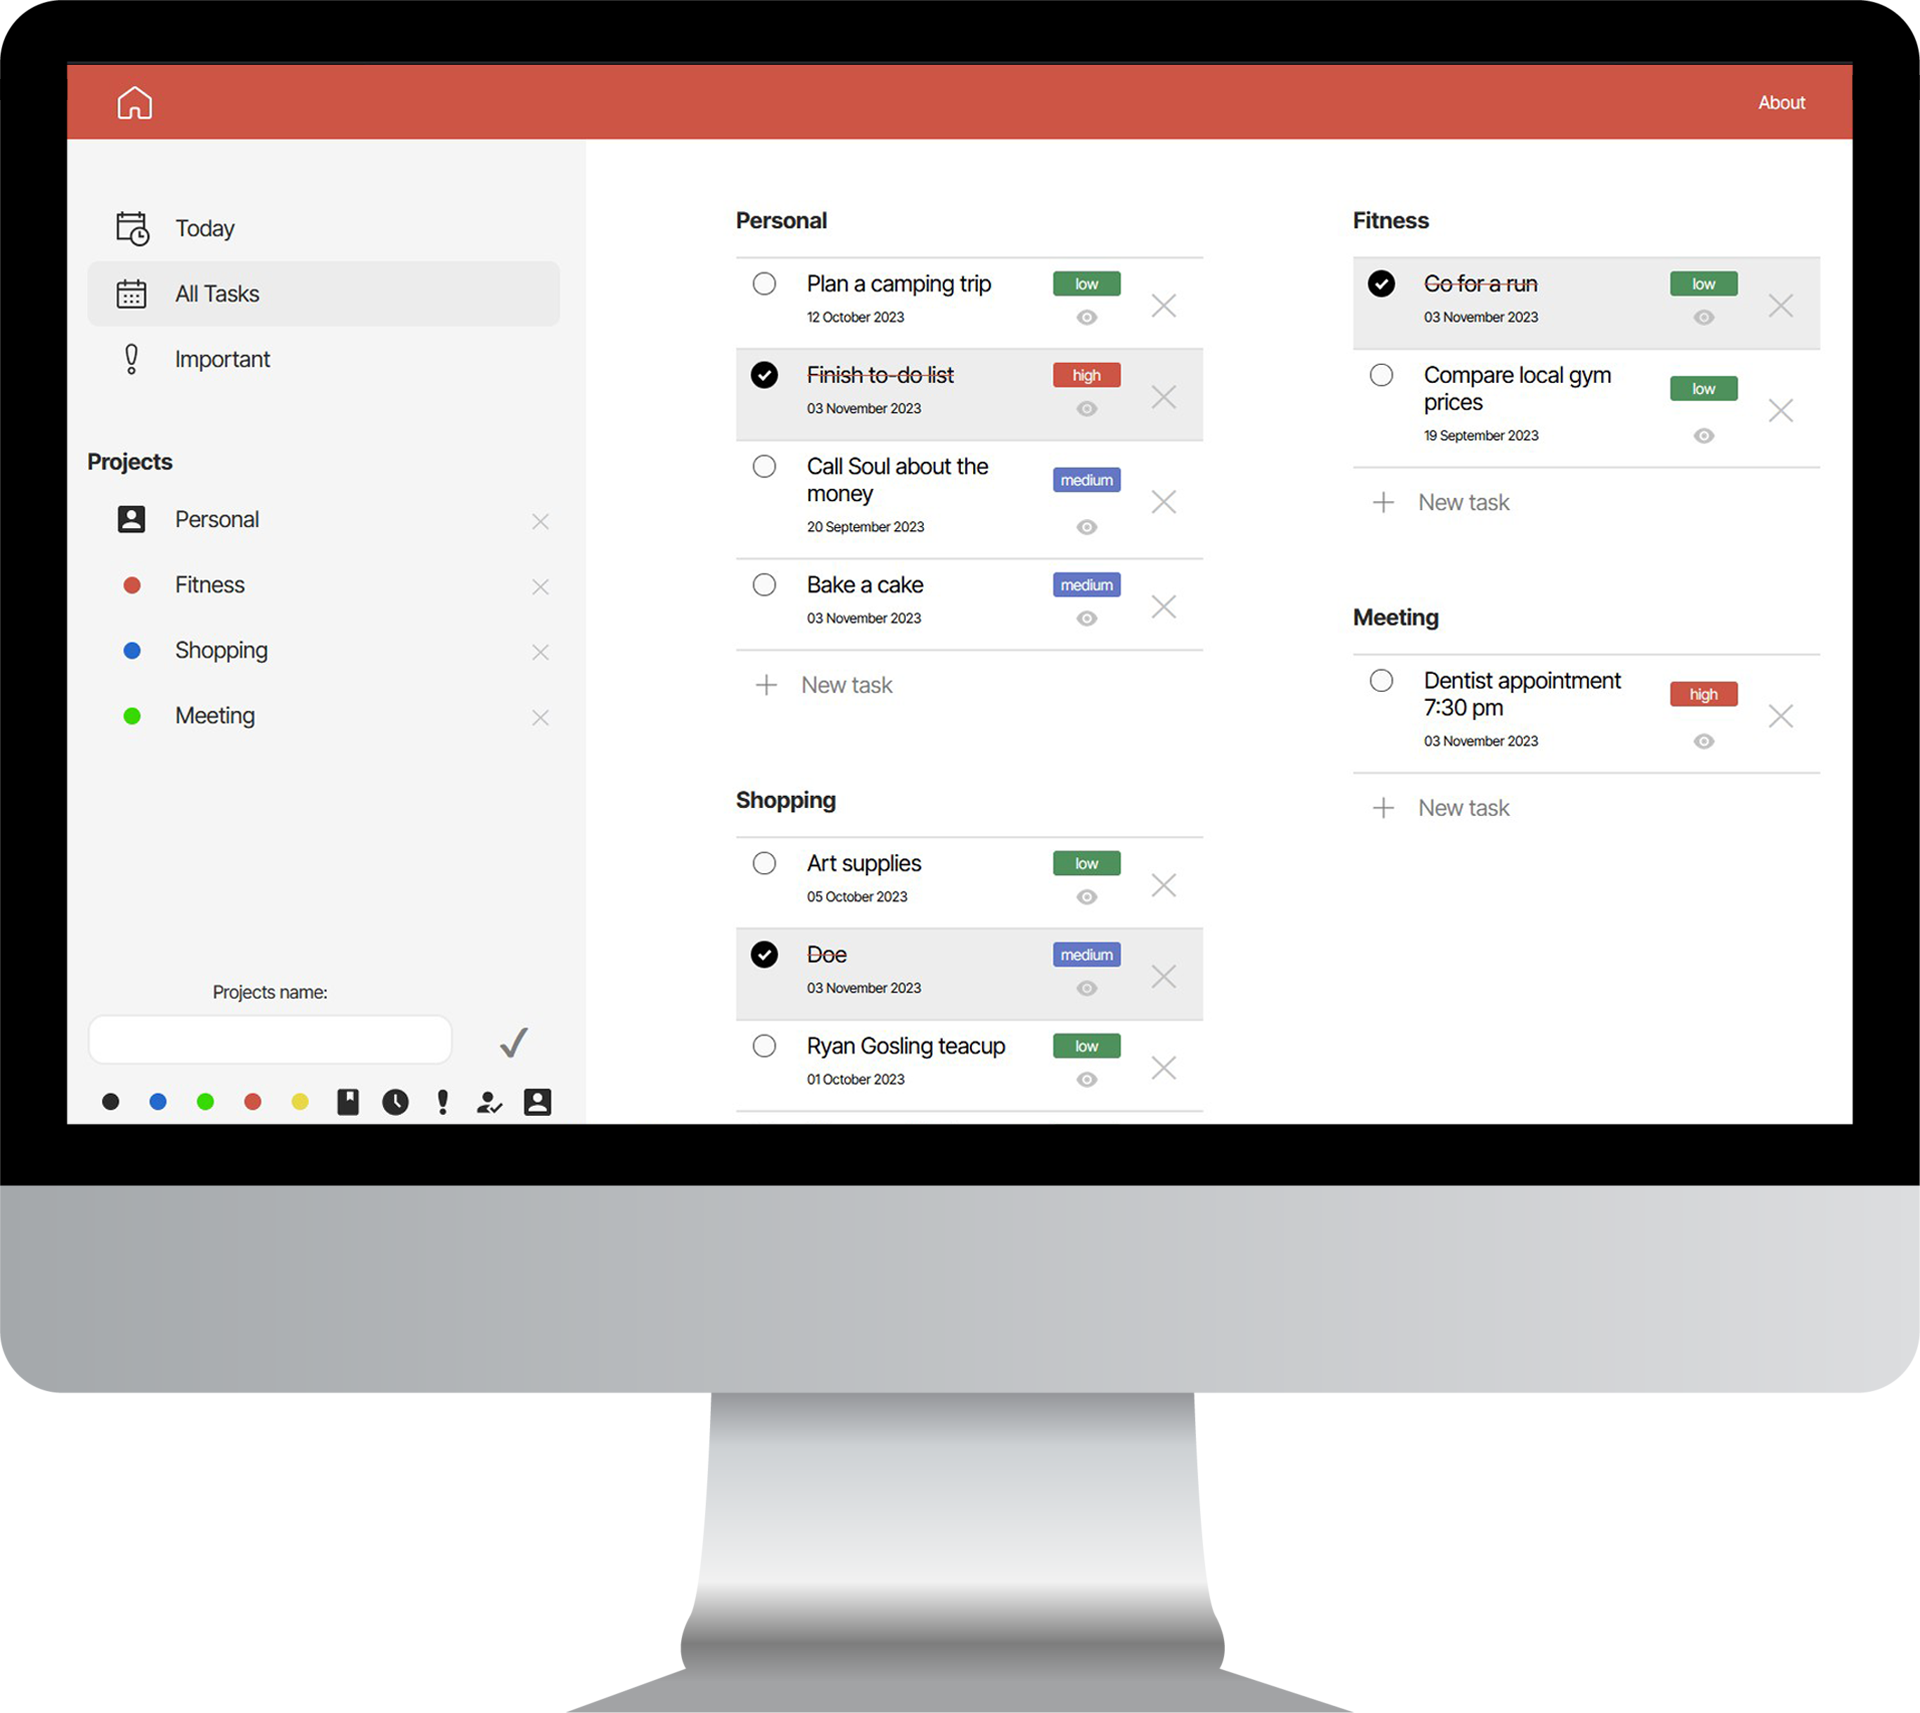 About
Today
All Tasks
Important
Projects
Personal
Fitness
Shopping
Meeting
Projects name:
Personal
Plan a camping trip
low
12 October 2023
Finish to-do list
high
03 November 2023
Call Soul about the
money
medium
20 September 2023
Bake a cake
medium
03 November 2023
New task
Shopping
Art supplies
low
05 October 2023
Doe
medium
03 November 2023
Ryan Gosling teacup
low
01 October 2023
Fitness
Go for a run
low
03 November 2023
Compare local gym
prices
low
19 September 2023
New task
Meeting
Dentist appointment
7:30 pm
high
03 November 2023
New task